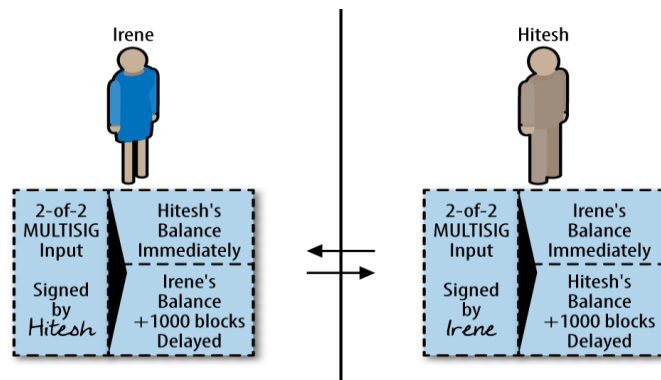 Irene
Hitesh
2-of-2
MULTISIG
Input
Signed
by
Hitesh
Hitesh's
Balance
Immediately
Irene's
Balance
+1000 blocks
Delayed
2-of-2
MULTISIG
Input
Signed
by
Irene
Irene's
Balance
Immediately
Hitesh's
Balance
+1000 blocks
Delayed